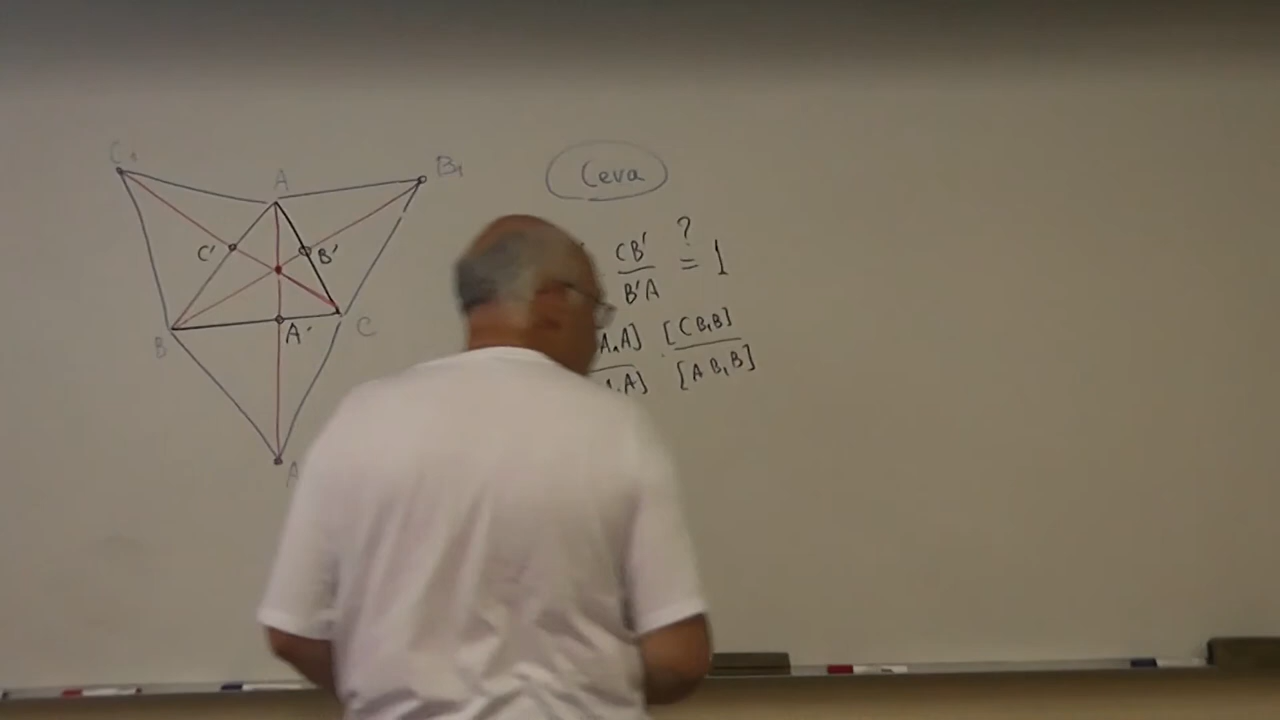 C₁
A
B₁
Ceva
C'
B'
CB' ? = 1
B'A
A'
B
C
A₁A] · [CB₁B]
A] [AB₁B]
A